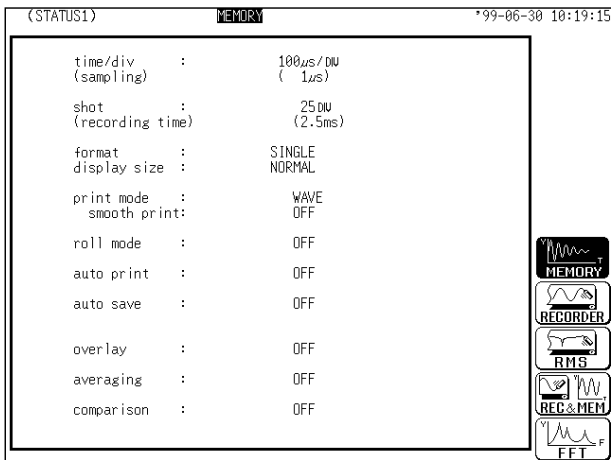 (STATUS1) MEMORY '99-06-30 10:19:15
time/div : 100µs/DIV
(sampling) ( 1µs)
shot : 25DIV
(recording time) (2.5ms)
format : SINGLE
display size : NORMAL
print mode : WAVE
smooth print: OFF
roll mode : OFF
auto print : OFF
auto save : OFF
overlay : OFF
averaging : OFF
comparison : OFF
Y T
MEMORY
RECORDER
RMS
Y T
REC&MEM
Y F
FFT